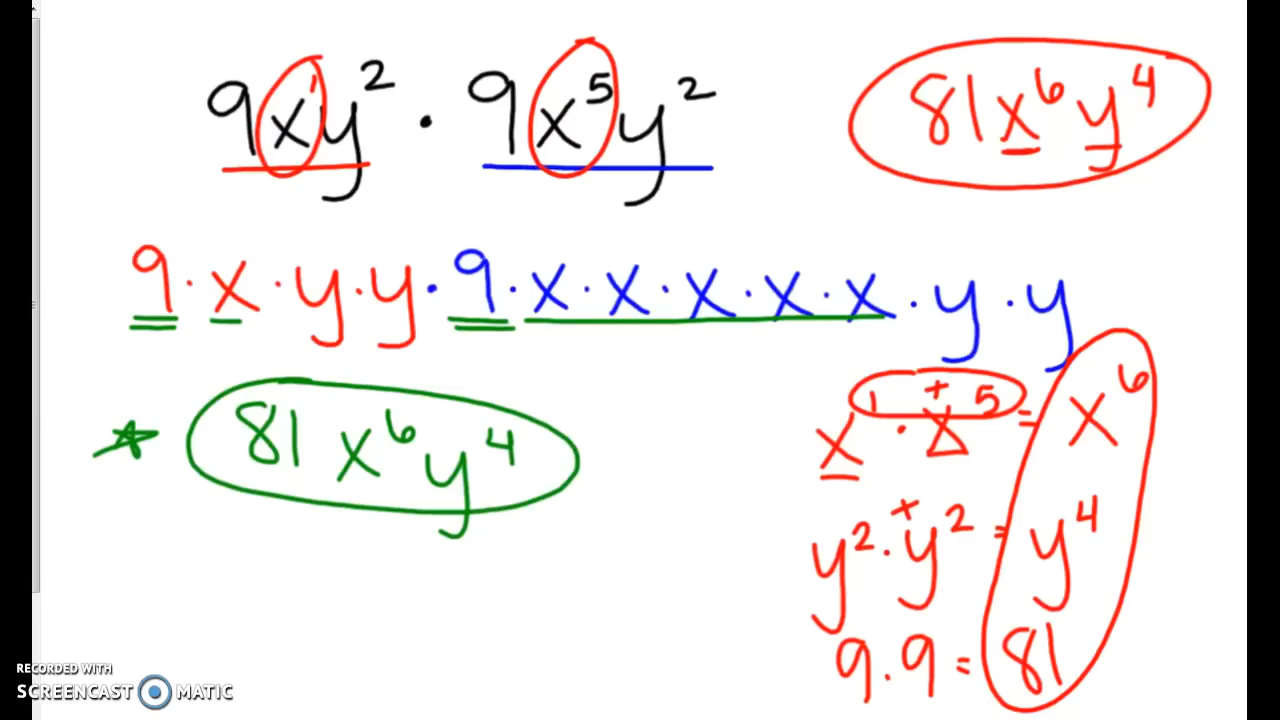 9x¹y² · 9x⁵y²
81x⁶y⁴
9 · x · y · y · 9 · x · x · x · x · x · y · y
81x⁶y⁴
x¹ · x⁵ = x⁶
+
y² · y² = y⁴
+
9 · 9 = 81
RECORDED WITH
SCREENCAST MATIC